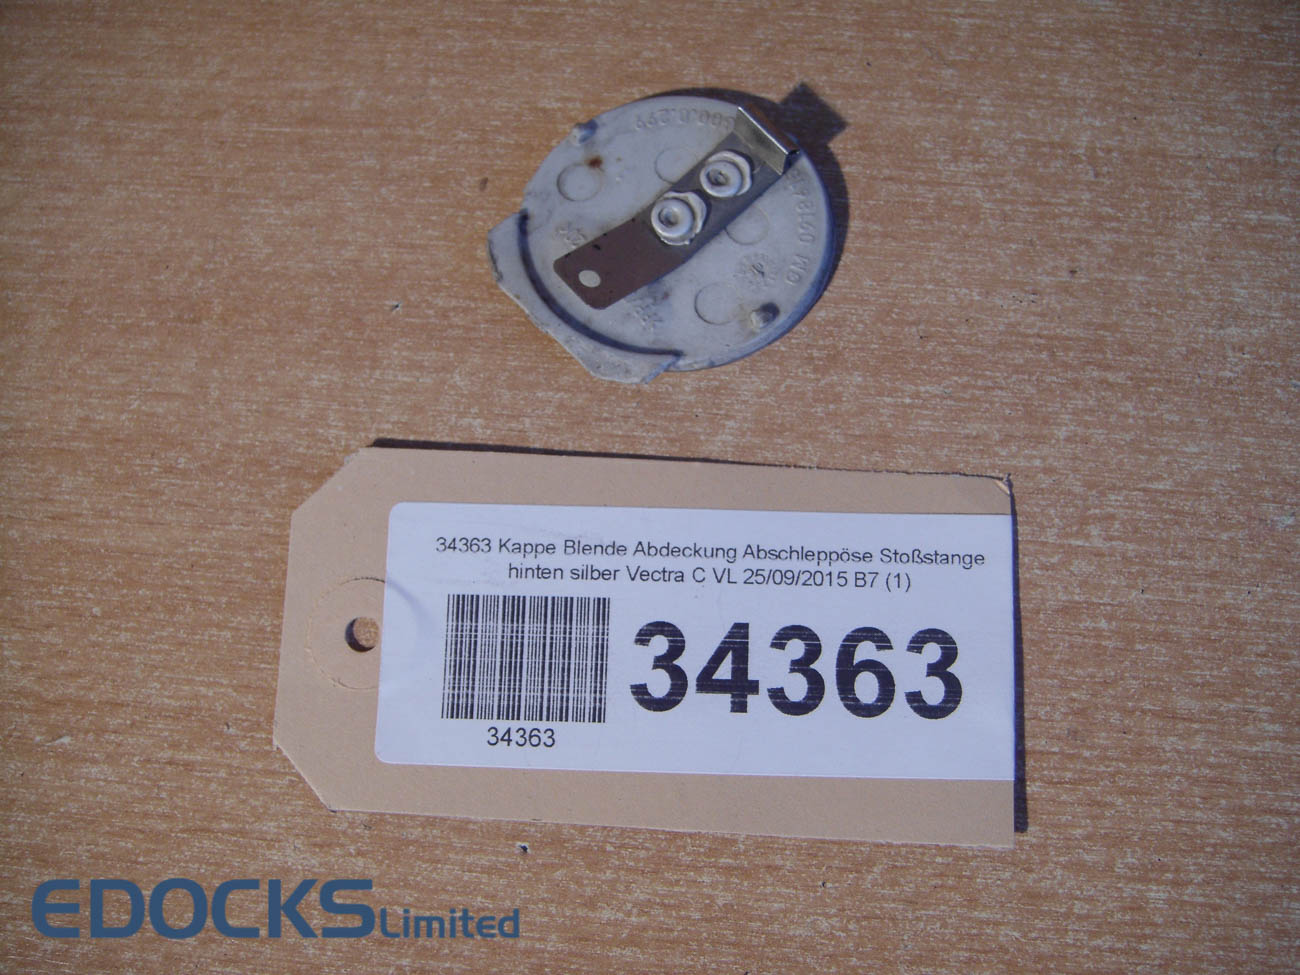 34363 Kappe Blende Abdeckung Abschleppöse Stoßstange
hinten silber Vectra C VL 25/09/2015 B7 (1)
34363
34363
EDOCKS Limited